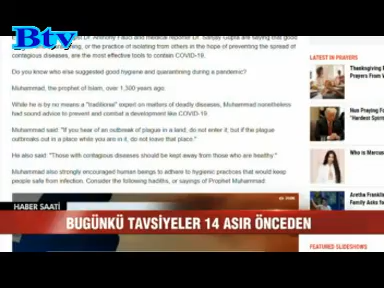 Btv
Dr. Anthony Fauci and medical reporter Dr. Sanjay Gupta are saying that good
or the practice of isolating from others in the hope of preventing the spread of
contagious diseases, are the most effective tools to contain COVID-19.
Do you know who else suggested good hygiene and quarantining during a pandemic?
Muhammad, the prophet of Islam, over 1,300 years ago.
While he is by no means a "traditional" expert on matters of deadly diseases, Muhammad nonetheless
had sound advice to prevent and combat a development like COVID-19.
Muhammad said: "If you hear of an outbreak of plague in a land, do not enter it; but if the plague
outbreaks out in a place while you are in it, do not leave that place."
He also said: "Those with contagious diseases should be kept away from those who are healthy."
Muhammad also strongly encouraged human beings to adhere to hygienic practices that would keep
people safe from infection. Consider the following hadiths, or sayings of Prophet Muhammad:
LATEST IN PRAYERS
Thanksgiving
Prayers From
Nun Praying Fo
"Hardest Spiri
Who is Marcus
Aretha Franklin
Family Asks for
FEATURED SLIDESHOWS
HABER SAATİ
BUGÜNKÜ TAVSİYELER 14 ASIR ÖNCEDEN